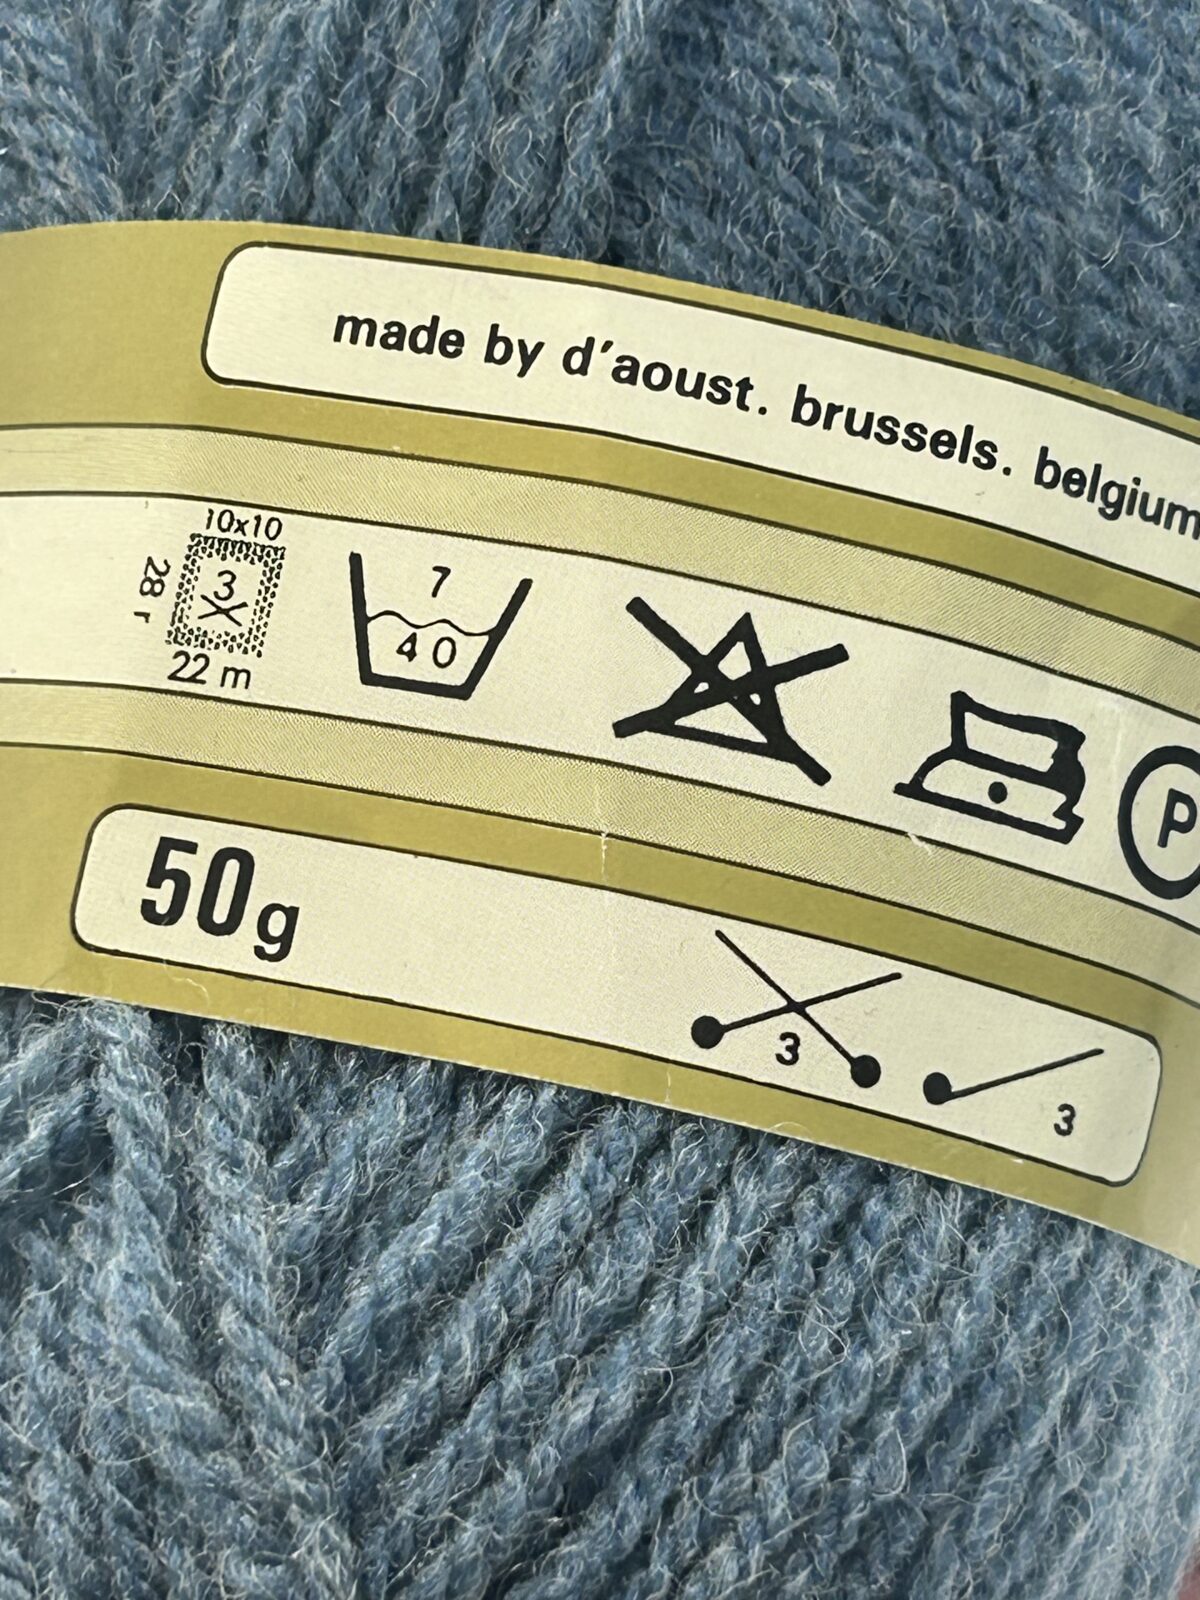 made by d'aoust. brussels. belgium
10x10
28 r
3
22 m
7
40
P
50g
3
3